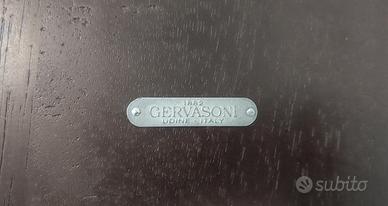 1882
GERVASONI
UDINE - ITALY
subito